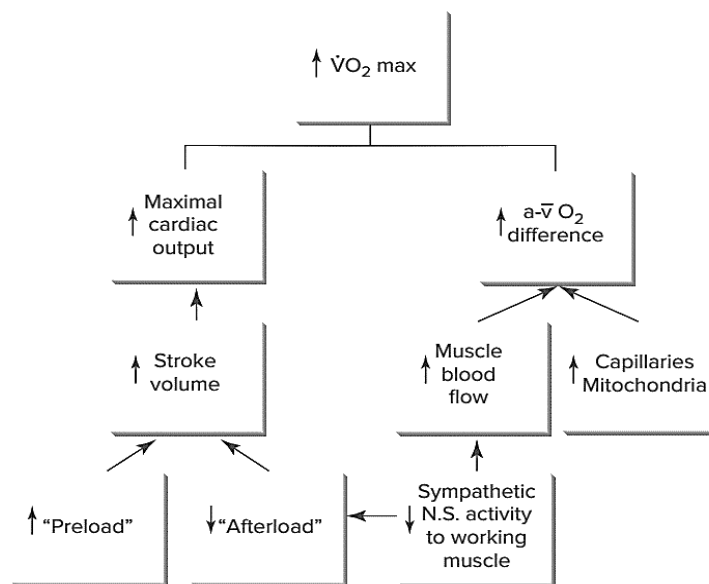 ↑ V̇O₂ max
Maximal
↑ cardiac
output
a-v̅ O₂
↑ difference
↑ Stroke
volume
Muscle
↑ blood
flow
↑ Capillaries
Mitochondria
↑ “Preload”
↓ “Afterload”
Sympathetic
N.S. activity
↓ to working
muscle